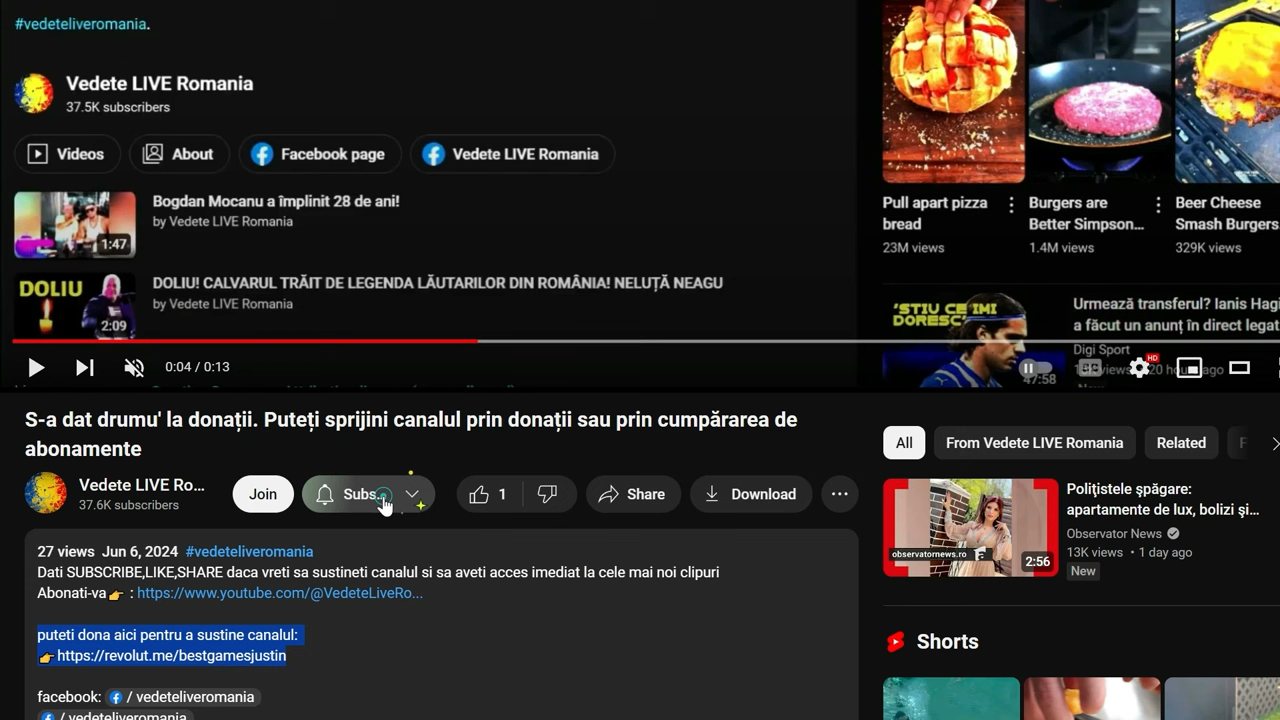 #vedeteliveromania.
Vedete LIVE Romania
37.5K subscribers
Videos
About
Facebook page
Vedete LIVE Romania
1:47
Bogdan Mocanu a împlinit 28 de ani!
by Vedete LIVE Romania
DOLIU
2:09
DOLIU! CALVARUL TRĂIT DE LEGENDA LĂUTARILOR DIN ROMÂNIA! NELUȚĂ NEAGU
by Vedete LIVE Romania
0:04 / 0:13
HD
Pull apart pizza
bread
23M views
Burgers are
Better Simpson...
1.4M views
Beer Cheese
Smash Burgers
329K views
'ȘTIU CE ÎMI
DORESC'
47:58
Urmează transferul? Ianis Hagi
a făcut un anunț în direct legat
Digi Sport
S-a dat drumu' la donații. Puteți sprijini canalul prin donații sau prin cumpărarea de
abonamente
Vedete LIVE Ro...
37.6K subscribers
Join
Subs
1
Share
Download
27 views Jun 6, 2024 #vedeteliveromania
Dati SUBSCRIBE,LIKE,SHARE daca vreti sa sustineti canalul si sa aveti acces imediat la cele mai noi clipuri
Abonati-va👉 : https://www.youtube.com/@VedeteLiveRo...
puteti dona aici pentru a sustine canalul:
👉https://revolut.me/bestgamesjustin
facebook: / vedeteliveromania
/ vedeteliveromania
All
From Vedete LIVE Romania
Related
observatornews.ro
2:56
Polițistele șpăgare:
apartamente de lux, bolizi și...
Observator News
13K views • 1 day ago
New
Shorts